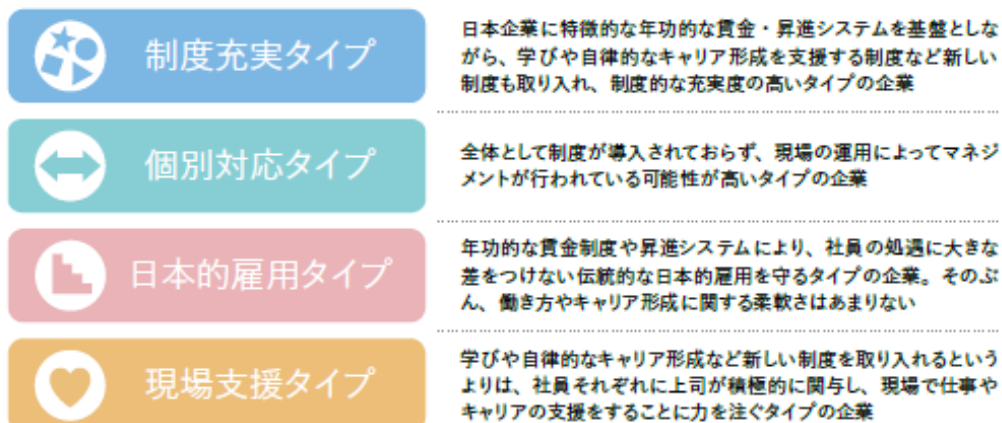 制度充実タイプ
日本企業に特徴的な年功的な賃金・昇進システムを基盤としな
がら、学びや自律的なキャリア形成を支援する制度など新しい
制度も取り入れ、制度的な充実度の高いタイプの企業
個別対応タイプ
全体として制度が導入されておらず、現場の運用によってマネジ
メントが行われている可能性が高いタイプの企業
日本的雇用タイプ
年功的な賃金制度や昇進システムにより、社員の処遇に大きな
差をつけない伝統的な日本的雇用を守るタイプの企業。そのぶ
ん、働き方やキャリア形成に関する柔軟さはあまりない
現場支援タイプ
学びや自律的なキャリア形成など新しい制度を取り入れるという
よりは、社員それぞれに上司が積極的に関与し、現場で仕事や
キャリアの支援をすることに力を注ぐタイプの企業